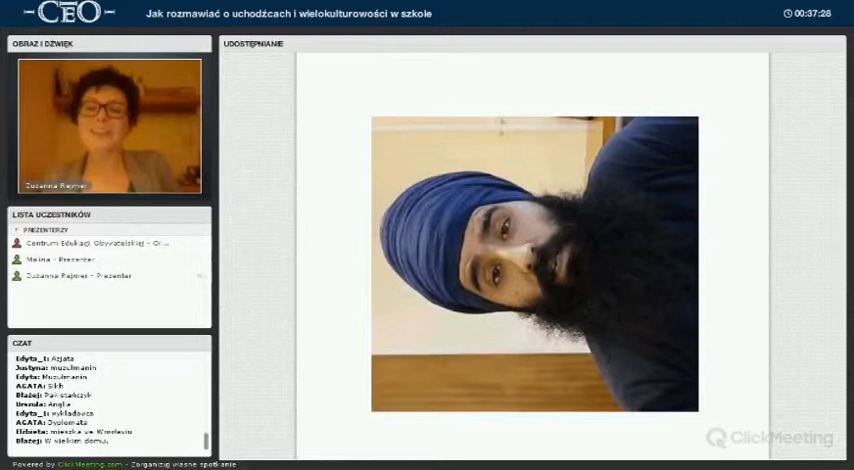 CEO
Jak rozmawiać o uchodźcach i wielokulturowości w szkole
00:37:28
OBRAZ I DŹWIĘK
UDOSTĘPNIANIE
Zuzanna Rejmer
LISTA UCZESTNIKÓW
PREZENTERZY
Centrum Edukacji Obywatelskiej - Or...
Malina - Prezenter
Zuzanna Rejmer - Prezenter
CZAT
Edyta_I: Azjata
Justyna: muzułmanin
Edyta: Muzułmanin
AGATA: Sikh
Błażej: Pakistańczyk
Urszula: Anglia
Edyta_I: wykładowca
AGATA: Dyplomata
Elżbieta: mieszka we Wrocławiu
Błażej: W wielkim domu.
ClickMeeting
Powered by ClickMeeting.com - Zorganizuj własne spotkanie